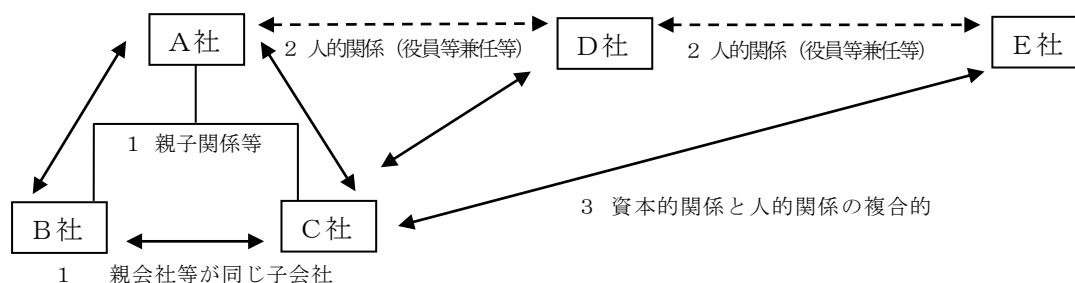 A社
2 人的関係（役員等兼任等）
D社
2 人的関係（役員等兼任等）
E社
1 親子関係等
3 資本的関係と人的関係の複合的
B社
C社
1 親会社等が同じ子会社